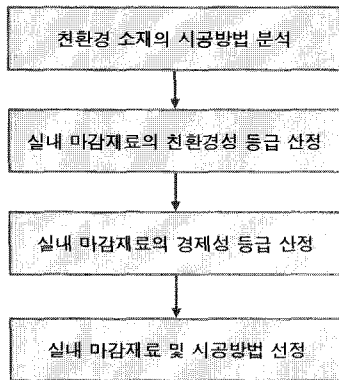 친환경 소재의 시공방법 분석
실내 마감재료의 친환경성 등급 산정
실내 마감재료의 경제성 등급 산정
실내 마감재료 및 시공방법 선정